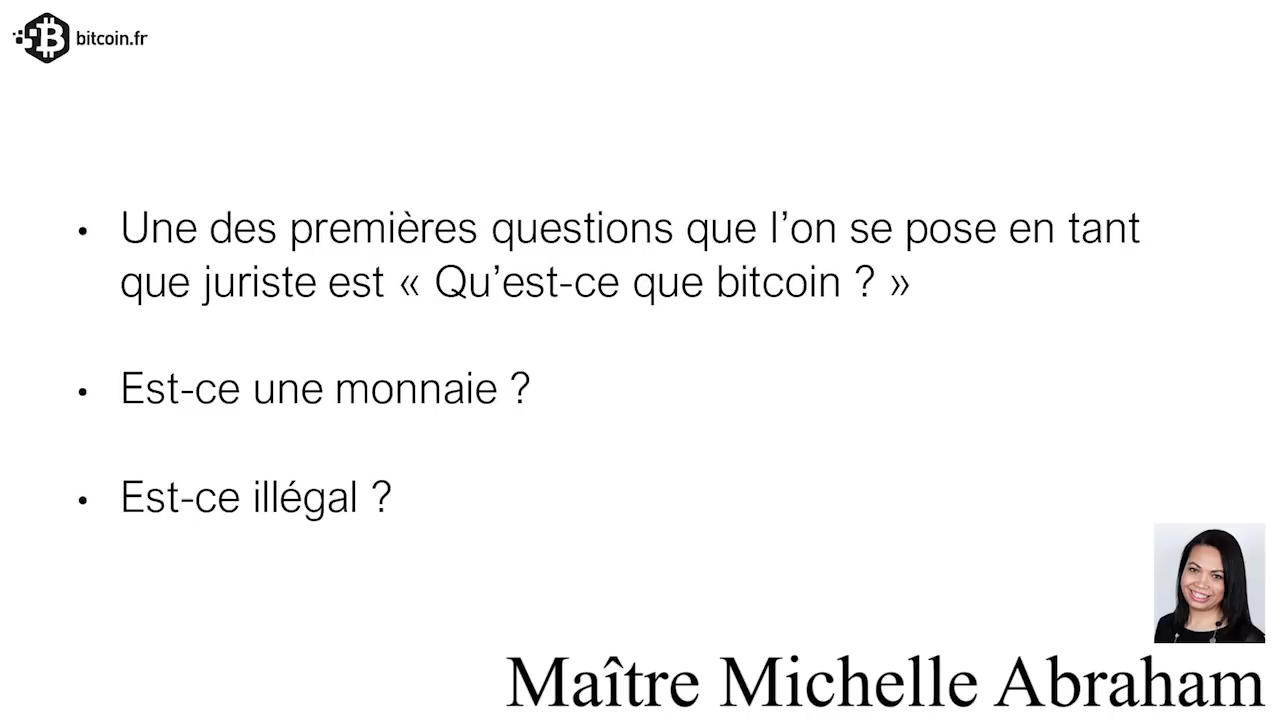 bitcoin.fr
• Une des premières questions que l’on se pose en tant
que juriste est « Qu’est-ce que bitcoin ? »
• Est-ce une monnaie ?
• Est-ce illégal ?
Maître Michelle Abraham